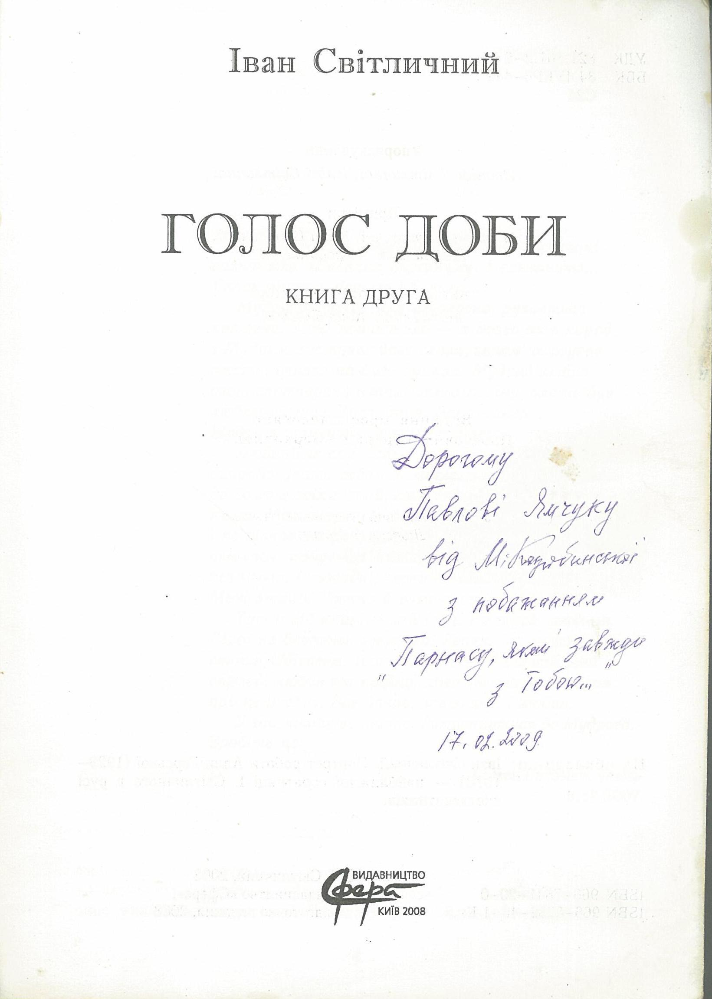 Іван Світличний
ГОЛОС ДОБИ
КНИГА ДРУГА
Дорогому
Павлові Ямчуку
від М. Коцюбинської
з побажанням
„Парнасу, який завжди
з Тобою..."
17.02.2009
ВИДАВНИЦТВО
Сфера
КИЇВ 2008